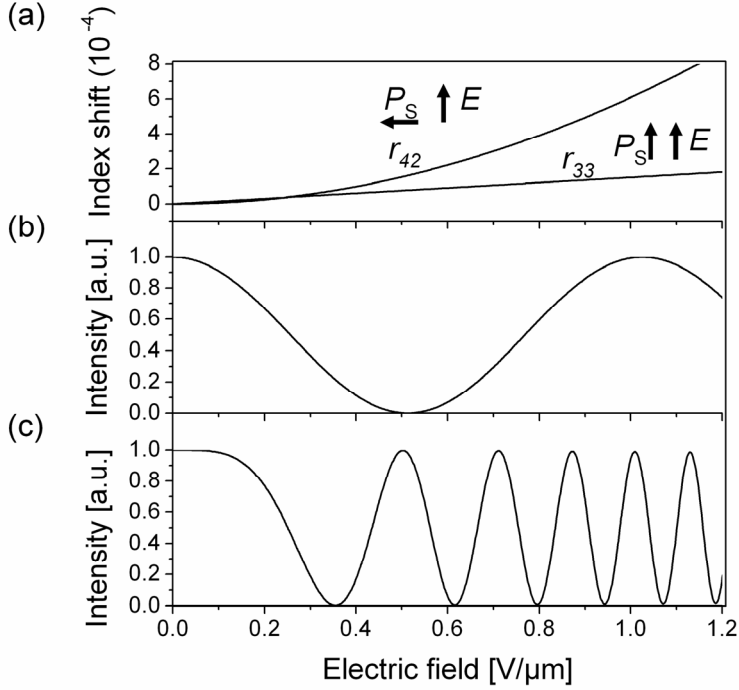 (a)
Index shift (10⁻⁴)
8
6
4
2
0
P_S E
r_42
r_33
P_S E
(b)
Intensity [a.u.]
1.0
0.8
0.6
0.4
0.2
0.0
(c)
Intensity [a.u.]
1.0
0.8
0.6
0.4
0.2
0.0
0.0 0.2 0.4 0.6 0.8 1.0 1.2
Electric field [V/μm]